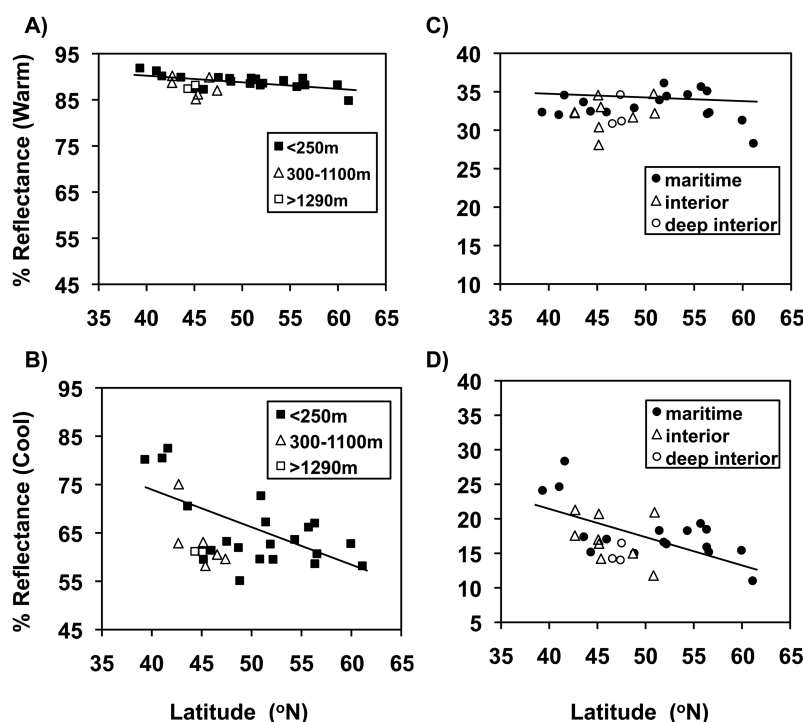 A)
% Reflectance (Warm)
95
85
75
65
55
45
35 40 45 50 55 60 65
<250m
300-1100m
>1290m
C)
40
35
30
25
20
15
10
35 40 45 50 55 60 65
maritime
interior
deep interior
B)
% Reflectance (Cool)
95
85
75
65
55
45
35 40 45 50 55 60 65
<250m
300-1100m
>1290m
Latitude (ºN)
D)
40
35
30
25
20
15
10
5
35 40 45 50 55 60 65
maritime
interior
deep interior
Latitude (ºN)